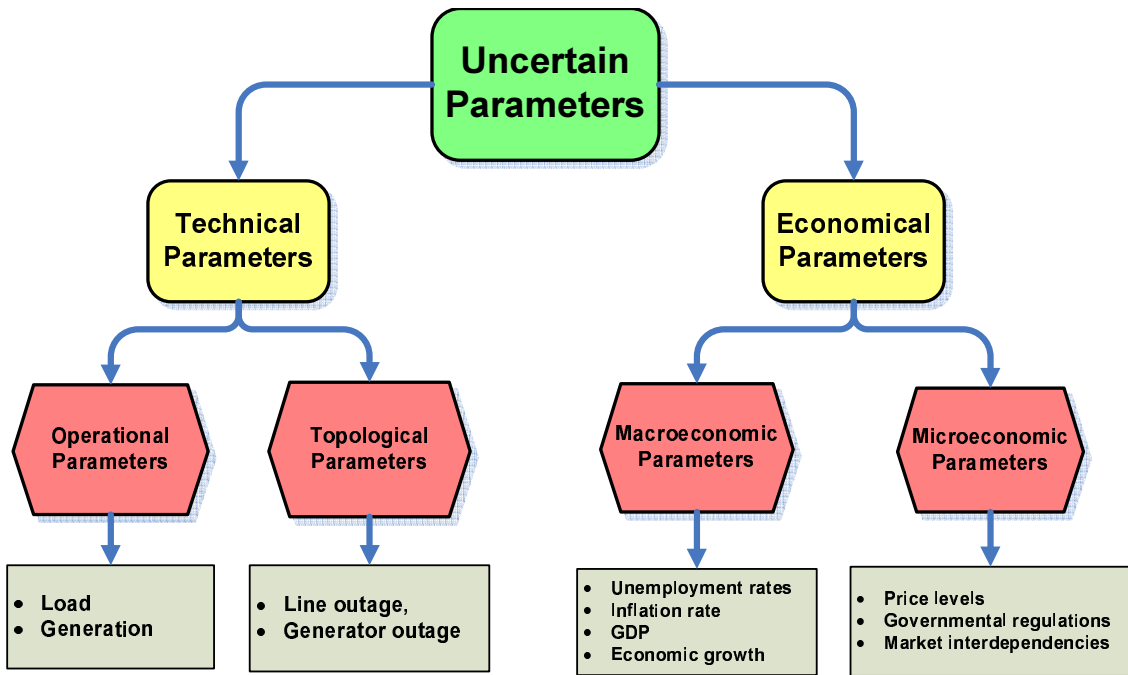 Uncertain
Parameters
Technical
Parameters
Economical
Parameters
Operational
Parameters
Topological
Parameters
Macroeconomic
Parameters
Microeconomic
Parameters
• Load
• Generation
• Line outage,
• Generator outage
• Unemployment rates
• Inflation rate
• GDP
• Economic growth
• Price levels
• Governmental regulations
• Market interdependencies